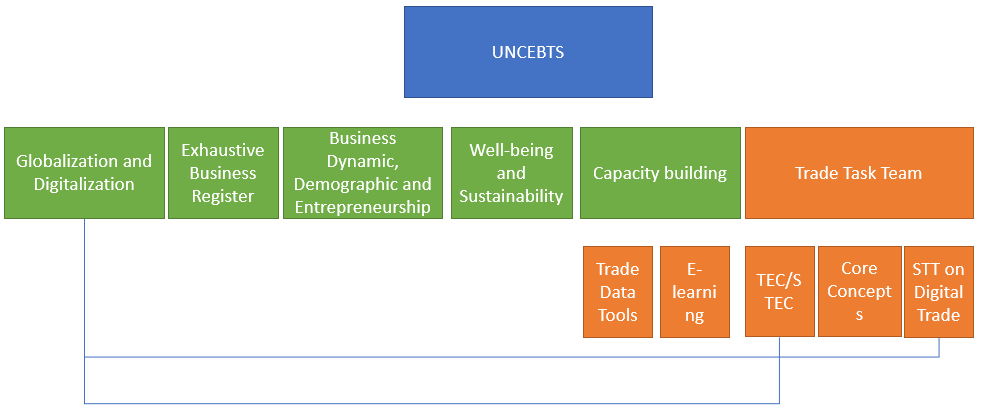 UNCEBTS
Globalization and
Digitalization
Exhaustive
Business
Register
Business
Dynamic,
Demographic and
Entrepreneurship
Well-being
and
Sustainability
Capacity building
Trade Task Team
Trade
Data
Tools
E-
learni
ng
TEC/S
TEC
Core
Concept
s
STT on
Digital
Trade